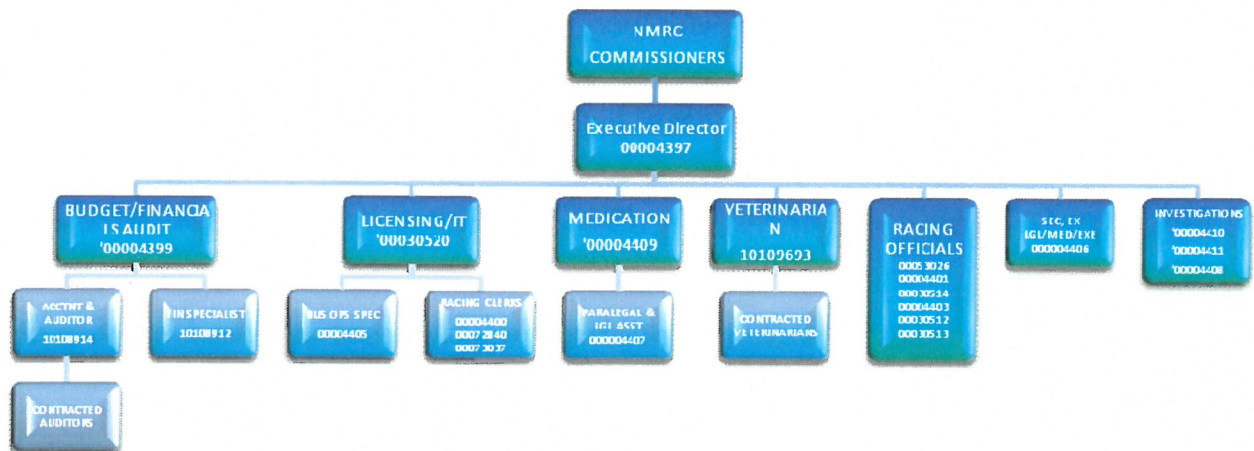 NMRC
COMMISSIONERS
Executive Director
00004397
BUDGET/FINANCIA
LS AUDIT
'00004399
LICENSING/IT
'00030520
MEDICATION
'00004409
VETERINARIA
N
10109693
RACING
OFFICIALS
00053026
00004401
00030514
00004403
00030512
00030513
SEC, EX
LGL/MED/EXE
000004406
INVESTIGATIONS
'00004410
'00004411
'00004408
ACCTNT &
AUDITOR
10108914
FIN SPECIALIST
10108912
BUS OPS SPEC
00004405
RACING CLERKS
00004400
00072840
00073037
PARALEGAL &
LGL ASST
000004407
CONTRACTED
VETERINARIANS
CONTRACTED
AUDITORS